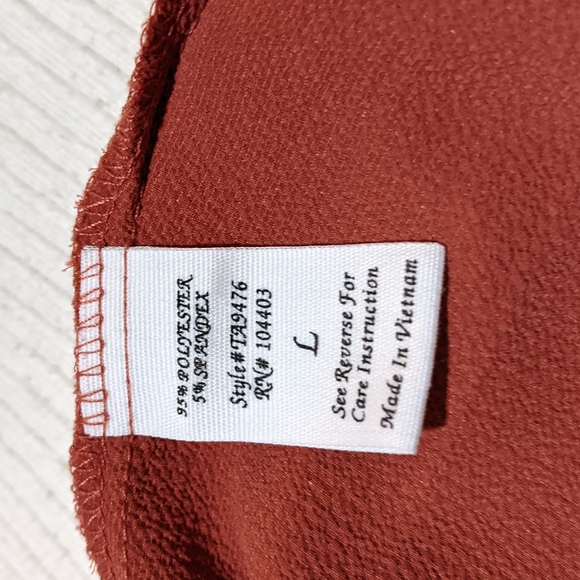 95% POLYESTER
5% SPANDEX
Style#TA9476
RN# 104403
L
See Reverse For
Care Instruction
Made In Vietnam